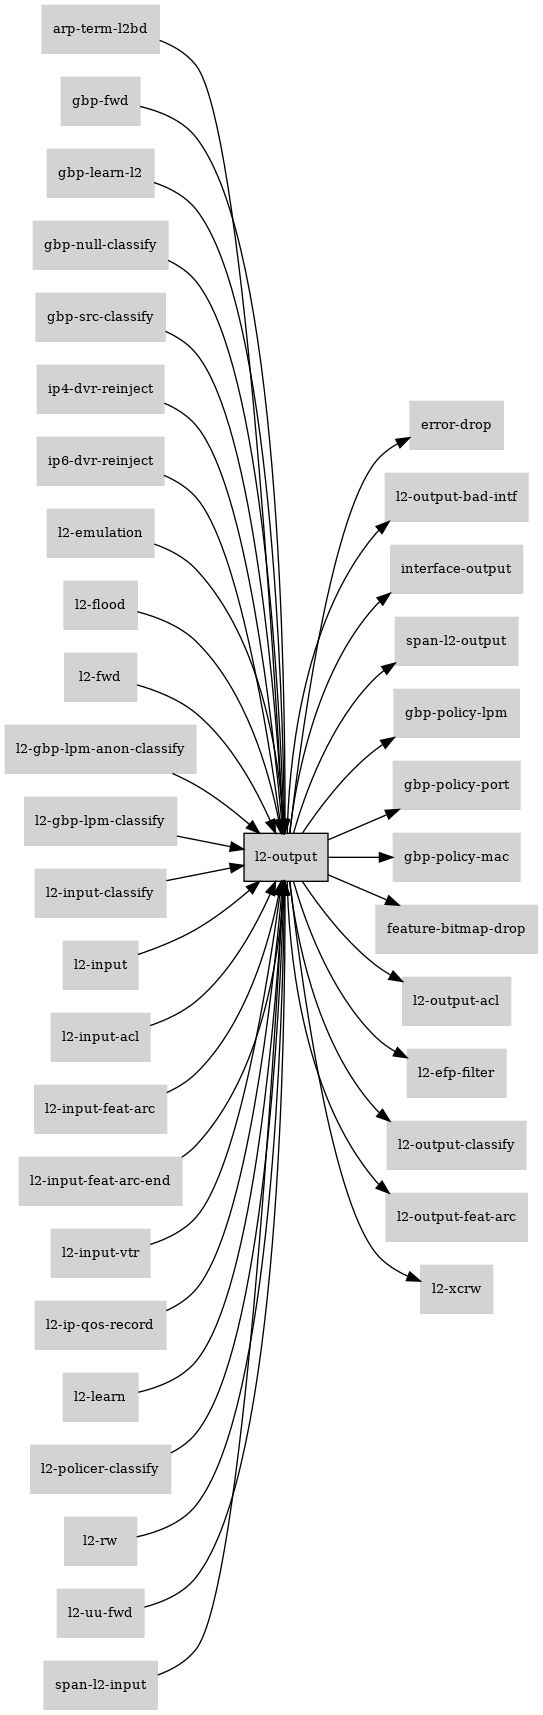 arp-term-l2bd
gbp-fwd
gbp-learn-l2
gbp-null-classify
gbp-src-classify
ip4-dvr-reinject
ip6-dvr-reinject
l2-emulation
l2-flood
l2-fwd
l2-gbp-lpm-anon-classify
l2-gbp-lpm-classify
l2-input-classify
l2-input
l2-input-acl
l2-input-feat-arc
l2-input-feat-arc-end
l2-input-vtr
l2-ip-qos-record
l2-learn
l2-policer-classify
l2-rw
l2-uu-fwd
span-l2-input
l2-output
error-drop
l2-output-bad-intf
interface-output
span-l2-output
gbp-policy-lpm
gbp-policy-port
gbp-policy-mac
feature-bitmap-drop
l2-output-acl
l2-efp-filter
l2-output-classify
l2-output-feat-arc
l2-xcrw